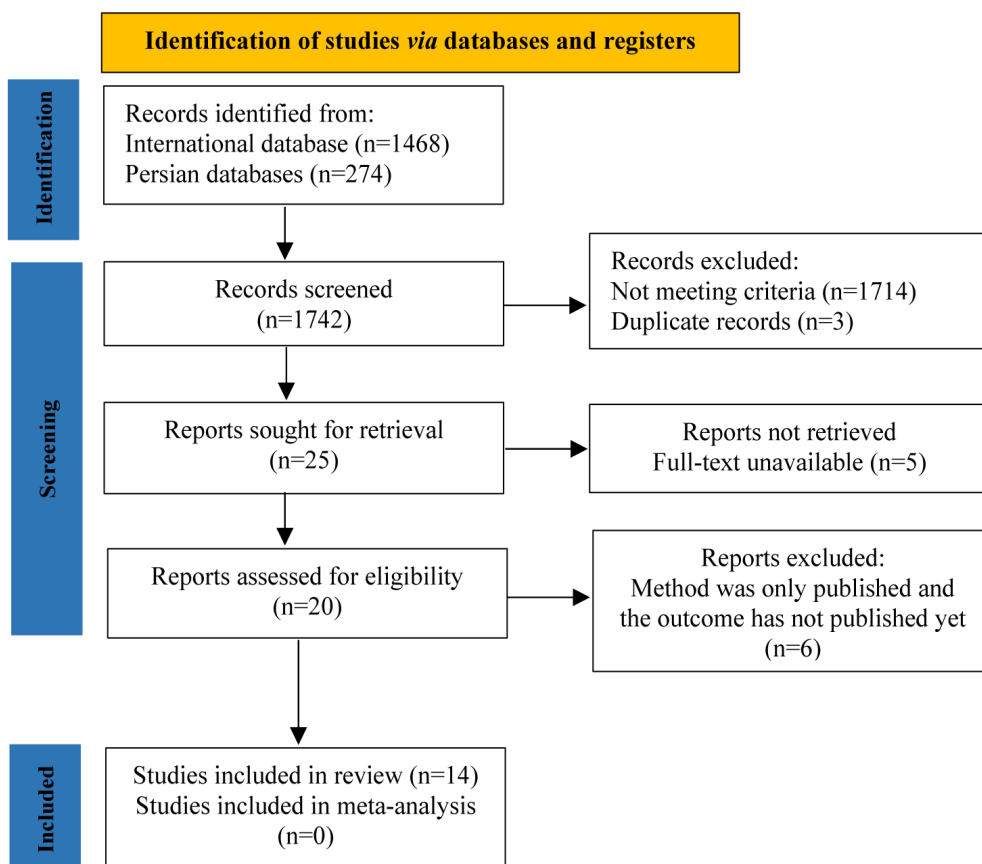 Identification of studies via databases and registers
Identification
Records identified from:
International database (n=1468)
Persian databases (n=274)
Screening
Records screened
(n=1742)
Records excluded:
Not meeting criteria (n=1714)
Duplicate records (n=3)
Reports sought for retrieval
(n=25)
Reports not retrieved
Full-text unavailable (n=5)
Reports assessed for eligibility
(n=20)
Reports excluded:
Method was only published and
the outcome has not published yet
(n=6)
Included
Studies included in review (n=14)
Studies included in meta-analysis
(n=0)